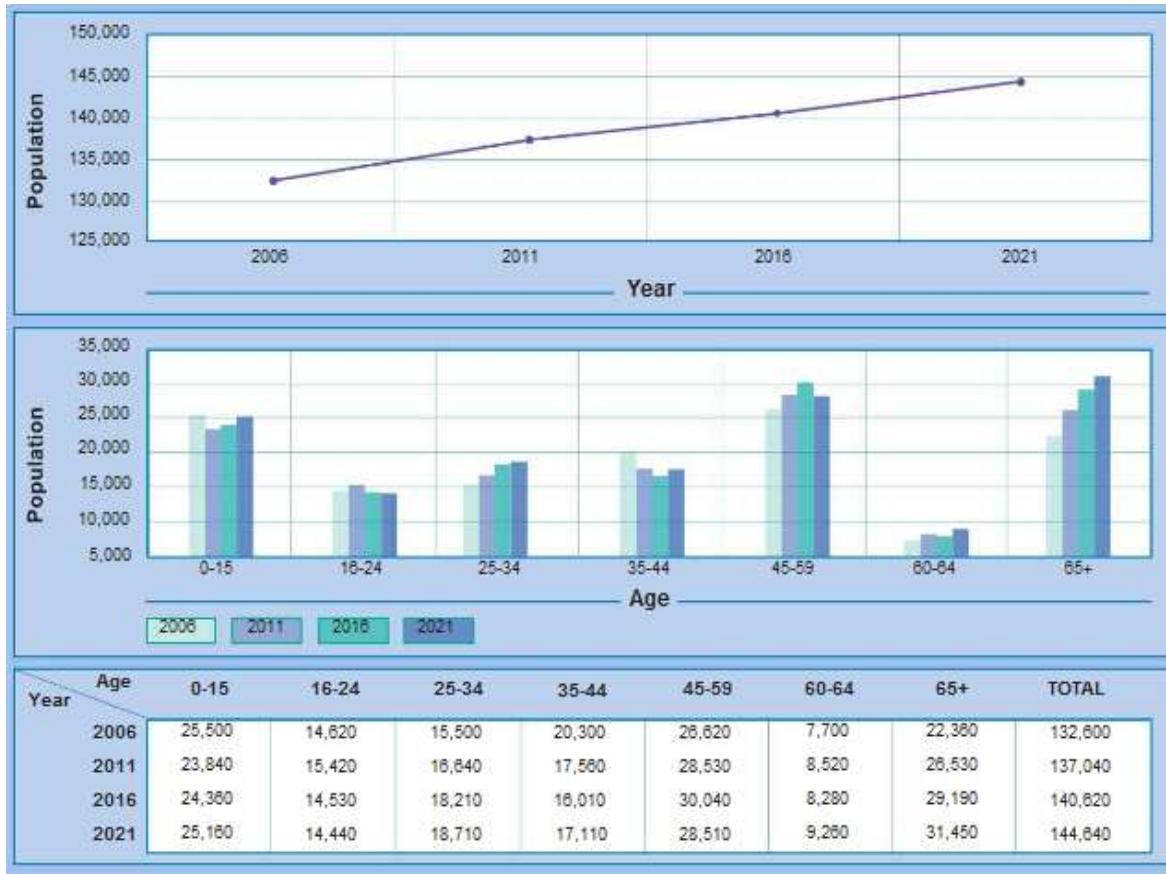 150,000
145,000
140,000
135,000
130,000
125,000
Population
2006 2011 2016 2021
Year
35,000
30,000
25,000
20,000
15,000
10,000
5,000
Population
0-15 16-24 25-34 35-44 45-59 60-64 65+
Age
2006 2011 2016 2021
Year Age 0-15 16-24 25-34 35-44 45-59 60-64 65+ TOTAL
2006 25,500 14,620 15,500 20,300 26,620 7,700 22,360 132,600
2011 23,840 15,420 16,640 17,560 28,530 8,520 26,530 137,040
2016 24,360 14,530 18,210 16,010 30,040 8,280 29,190 140,620
2021 25,160 14,440 18,710 17,110 28,510 9,260 31,450 144,640